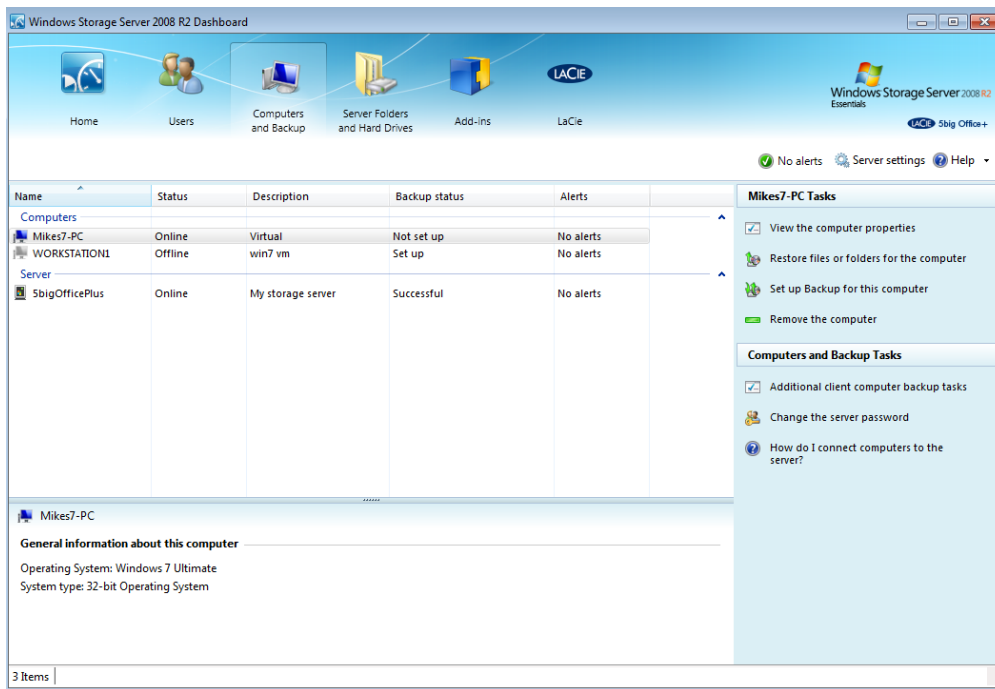 Windows Storage Server 2008 R2 Dashboard
Home
Users
Computers
and Backup
Server Folders
and Hard Drives
Add-ins
LACIE
LaCie
Windows Storage Server 2008 R2
Essentials
LACIE 5big Office+
No alerts Server settings Help
Name Status Description Backup status Alerts
Computers
Mikes7-PC Online Virtual Not set up No alerts
WORKSTATION1 Offline win7 vm Set up No alerts
Server
5bigOfficePlus Online My storage server Successful No alerts
Mikes7-PC Tasks
View the computer properties
Restore files or folders for the computer
Set up Backup for this computer
Remove the computer
Computers and Backup Tasks
Additional client computer backup tasks
Change the server password
How do I connect computers to the
server?
Mikes7-PC
General information about this computer
Operating System: Windows 7 Ultimate
System type: 32-bit Operating System
3 Items